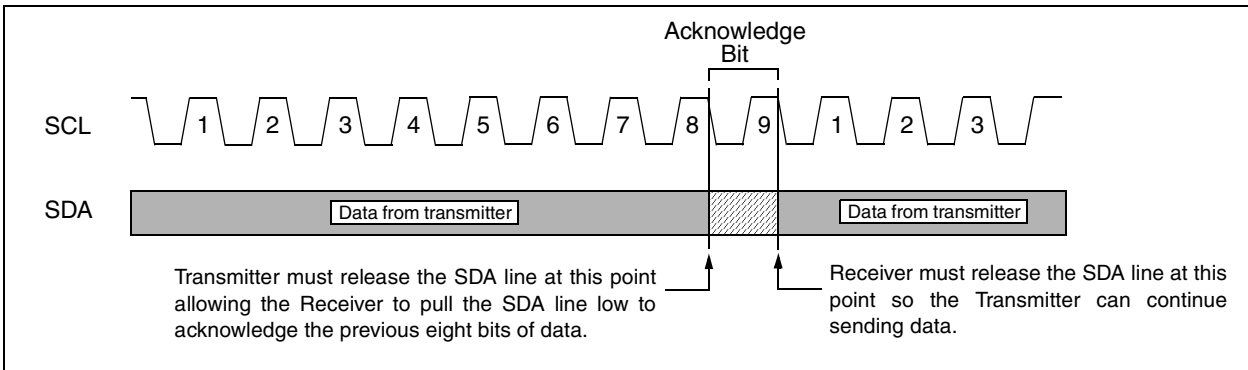 Acknowledge
Bit
SCL
1 2 3 4 5 6 7 8 9 1 2 3
SDA
Data from transmitter
Data from transmitter
Transmitter must release the SDA line at this point
allowing the Receiver to pull the SDA line low to
acknowledge the previous eight bits of data.
Receiver must release the SDA line at this
point so the Transmitter can continue
sending data.